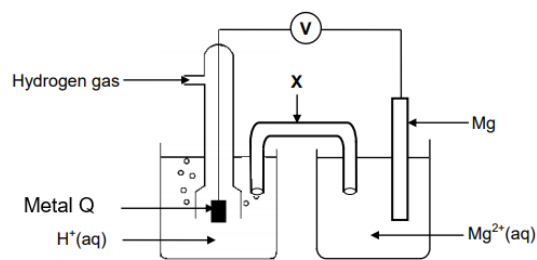 V
Hydrogen gas
X
Mg
Metal Q
H⁺(aq)
Mg²⁺(aq)